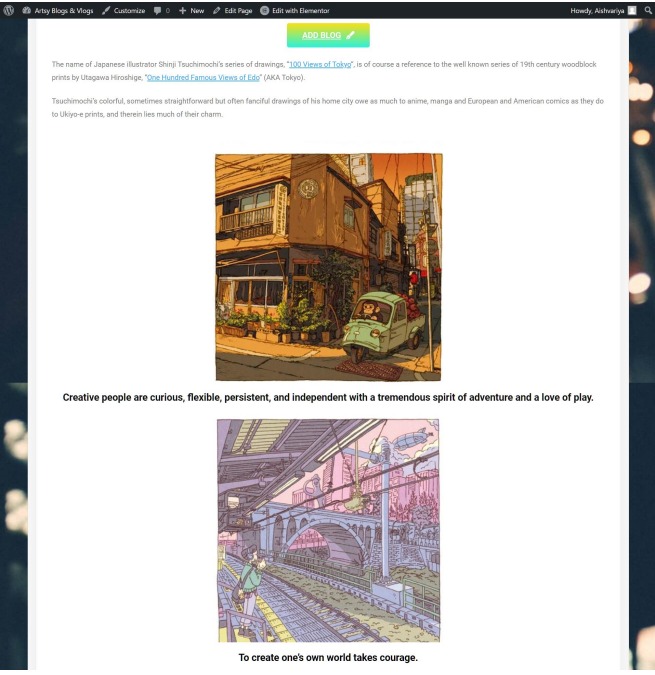 Artsy Blogs & Vlogs Customize 0 New Edit Page Edit with Elementor Howdy, Aishvariya
ADD BLOG
The name of Japanese illustrator Shinji Tsuchimochi's series of drawings, "100 Views of Tokyo", is of course a reference to the well known series of 19th century woodblock
prints by Utagawa Hiroshige, "One Hundred Famous Views of Edo" (AKA Tokyo).
Tsuchimochi's colorful, sometimes straightforward but often fanciful drawings of his home city owe as much to anime, manga and European and American comics as they do
to Ukiyo-e prints, and therein lies much of their charm.
Creative people are curious, flexible, persistent, and independent with a tremendous spirit of adventure and a love of play.
To create one's own world takes courage.